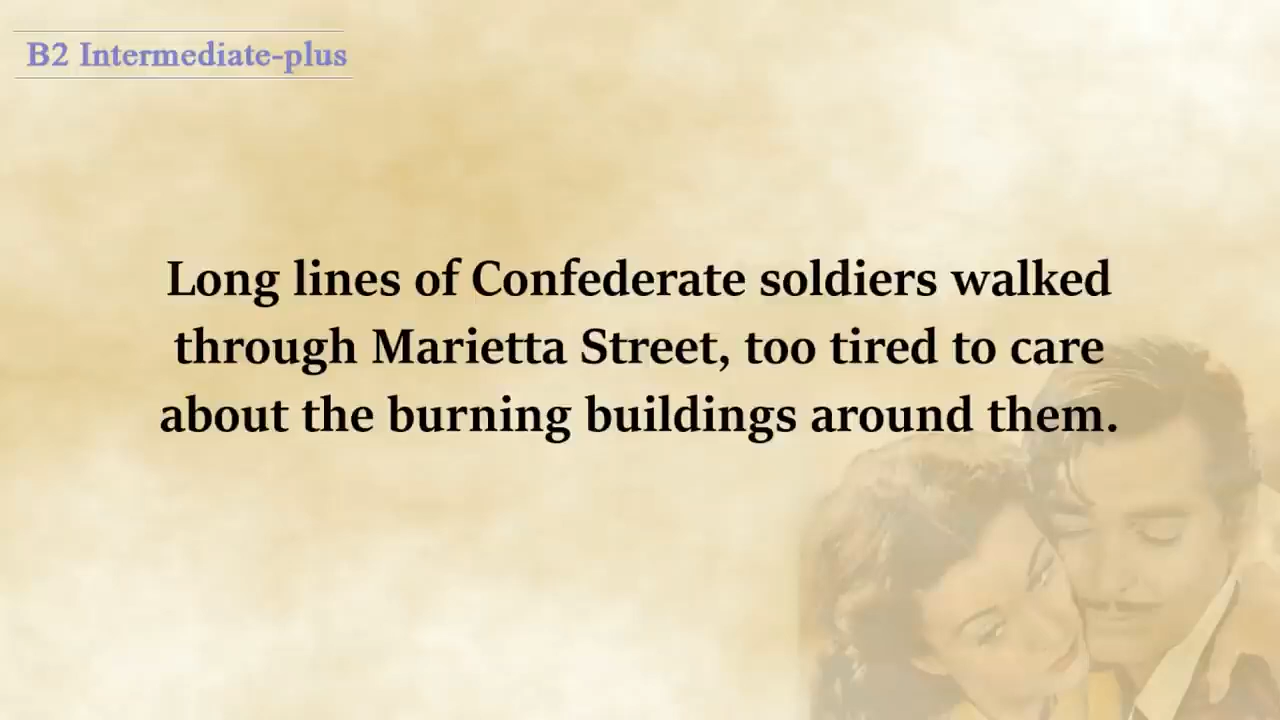 B2 Intermediate-plus
Long lines of Confederate soldiers walked
through Marietta Street, too tired to care
about the burning buildings around them.